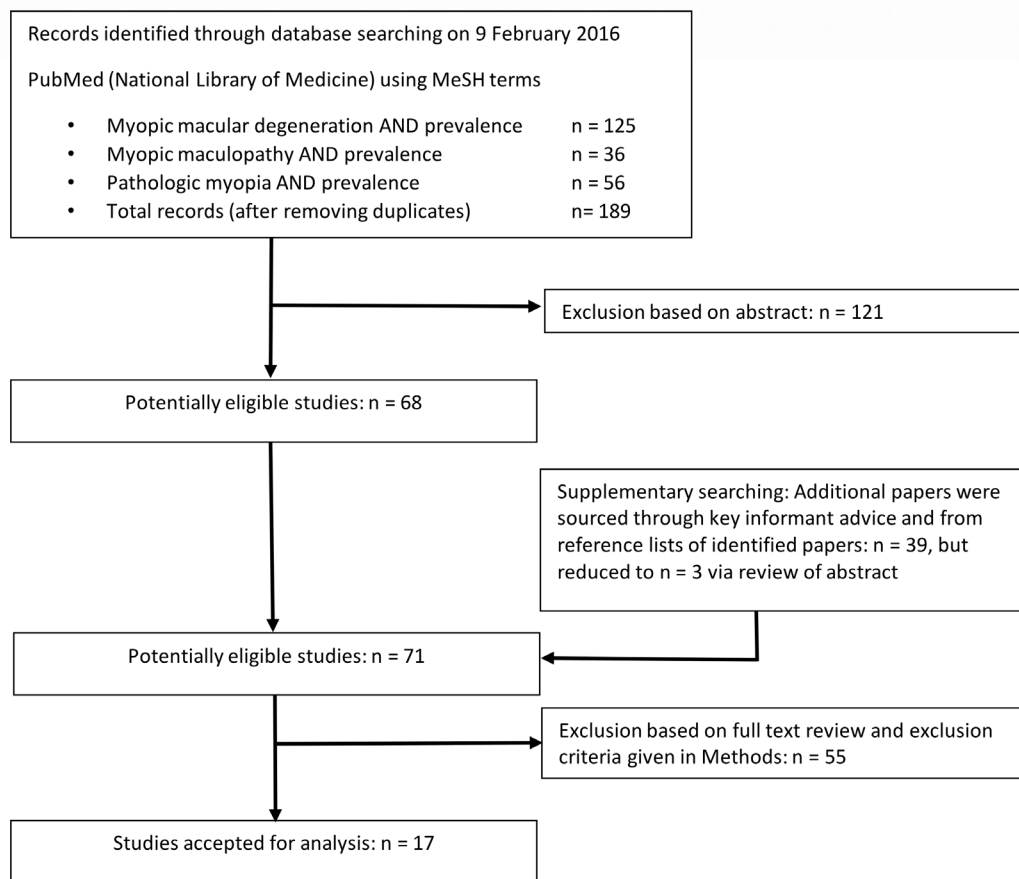 Records identified through database searching on 9 February 2016
PubMed (National Library of Medicine) using MeSH terms
• Myopic macular degeneration AND prevalence n = 125
• Myopic maculopathy AND prevalence n = 36
• Pathologic myopia AND prevalence n = 56
• Total records (after removing duplicates) n= 189
Exclusion based on abstract: n = 121
Potentially eligible studies: n = 68
Supplementary searching: Additional papers were
sourced through key informant advice and from
reference lists of identified papers: n = 39, but
reduced to n = 3 via review of abstract
Potentially eligible studies: n = 71
Exclusion based on full text review and exclusion
criteria given in Methods: n = 55
Studies accepted for analysis: n = 17